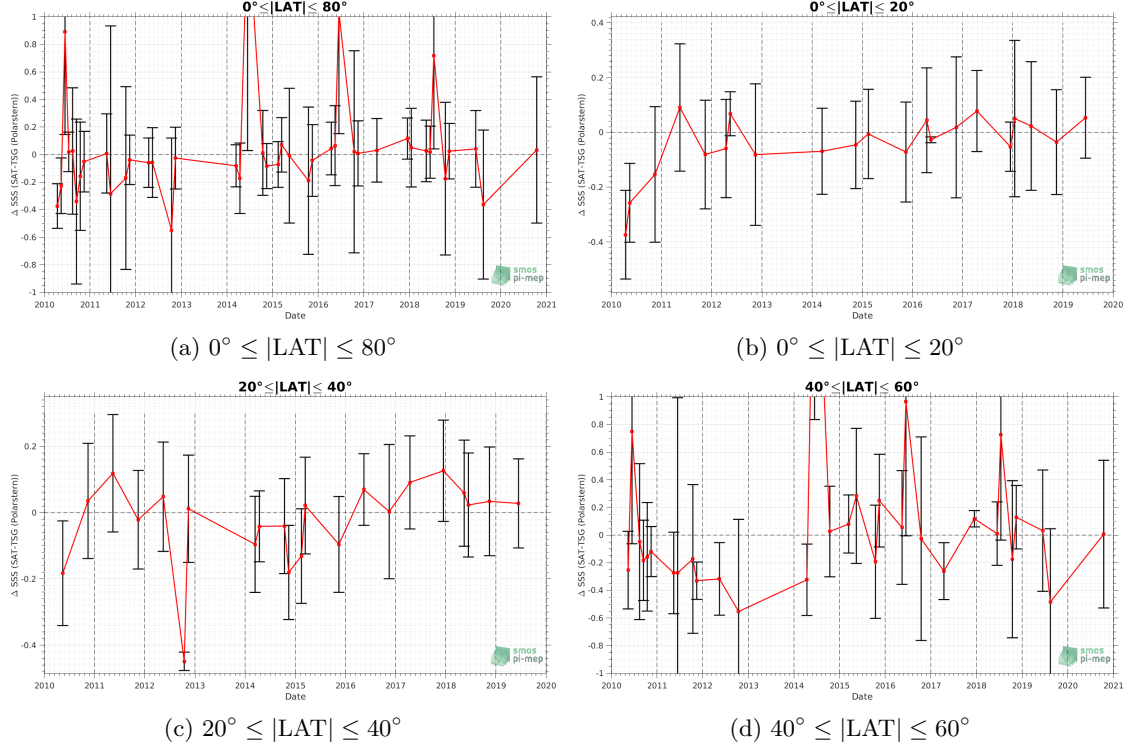 0°≤|LAT|≤ 80°
1
0.8
0.6
0.4
0.2
0
-0.2
-0.4
-0.6
-0.8
-1
Δ SSS (SAT-TSG (Polarstern))
2010 2011 2012 2013 2014 2015 2016 2017 2018 2019 2020 2021
Date
smos
pi-mep
(a) 0° ≤ |LAT| ≤ 80°
0°≤|LAT|≤ 20°
0.4
0.2
0
-0.2
-0.4
Δ SSS (SAT-TSG (Polarstern))
2010 2011 2012 2013 2014 2015 2016 2017 2018 2019 2020
Date
smos
pi-mep
(b) 0° ≤ |LAT| ≤ 20°
20°≤|LAT|≤ 40°
0.2
0
-0.2
-0.4
Δ SSS (SAT-TSG (Polarstern))
2010 2011 2012 2013 2014 2015 2016 2017 2018 2019 2020
Date
smos
pi-mep
(c) 20° ≤ |LAT| ≤ 40°
40°≤|LAT|≤ 60°
1
0.8
0.6
0.4
0.2
0
-0.2
-0.4
-0.6
-0.8
-1
Δ SSS (SAT-TSG (Polarstern))
2010 2011 2012 2013 2014 2015 2016 2017 2018 2019 2020 2021
Date
smos
pi-mep
(d) 40° ≤ |LAT| ≤ 60°